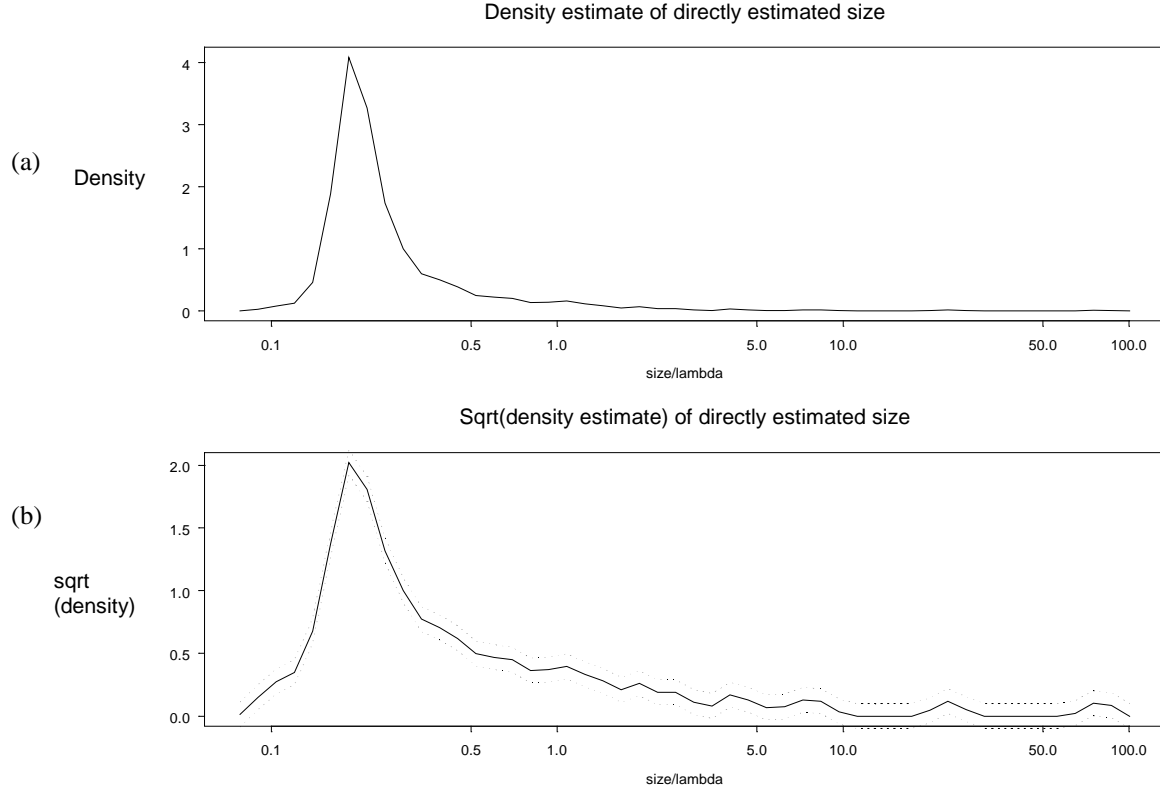 Density estimate of directly estimated size
4
3
(a)
Density
2
1
0
0.1 0.5 1.0 5.0 10.0 50.0 100.0
size/lambda
Sqrt(density estimate) of directly estimated size
2.0
(b)
1.5
sqrt
(density)
1.0
0.5
0.0
0.1 0.5 1.0 5.0 10.0 50.0 100.0
size/lambda